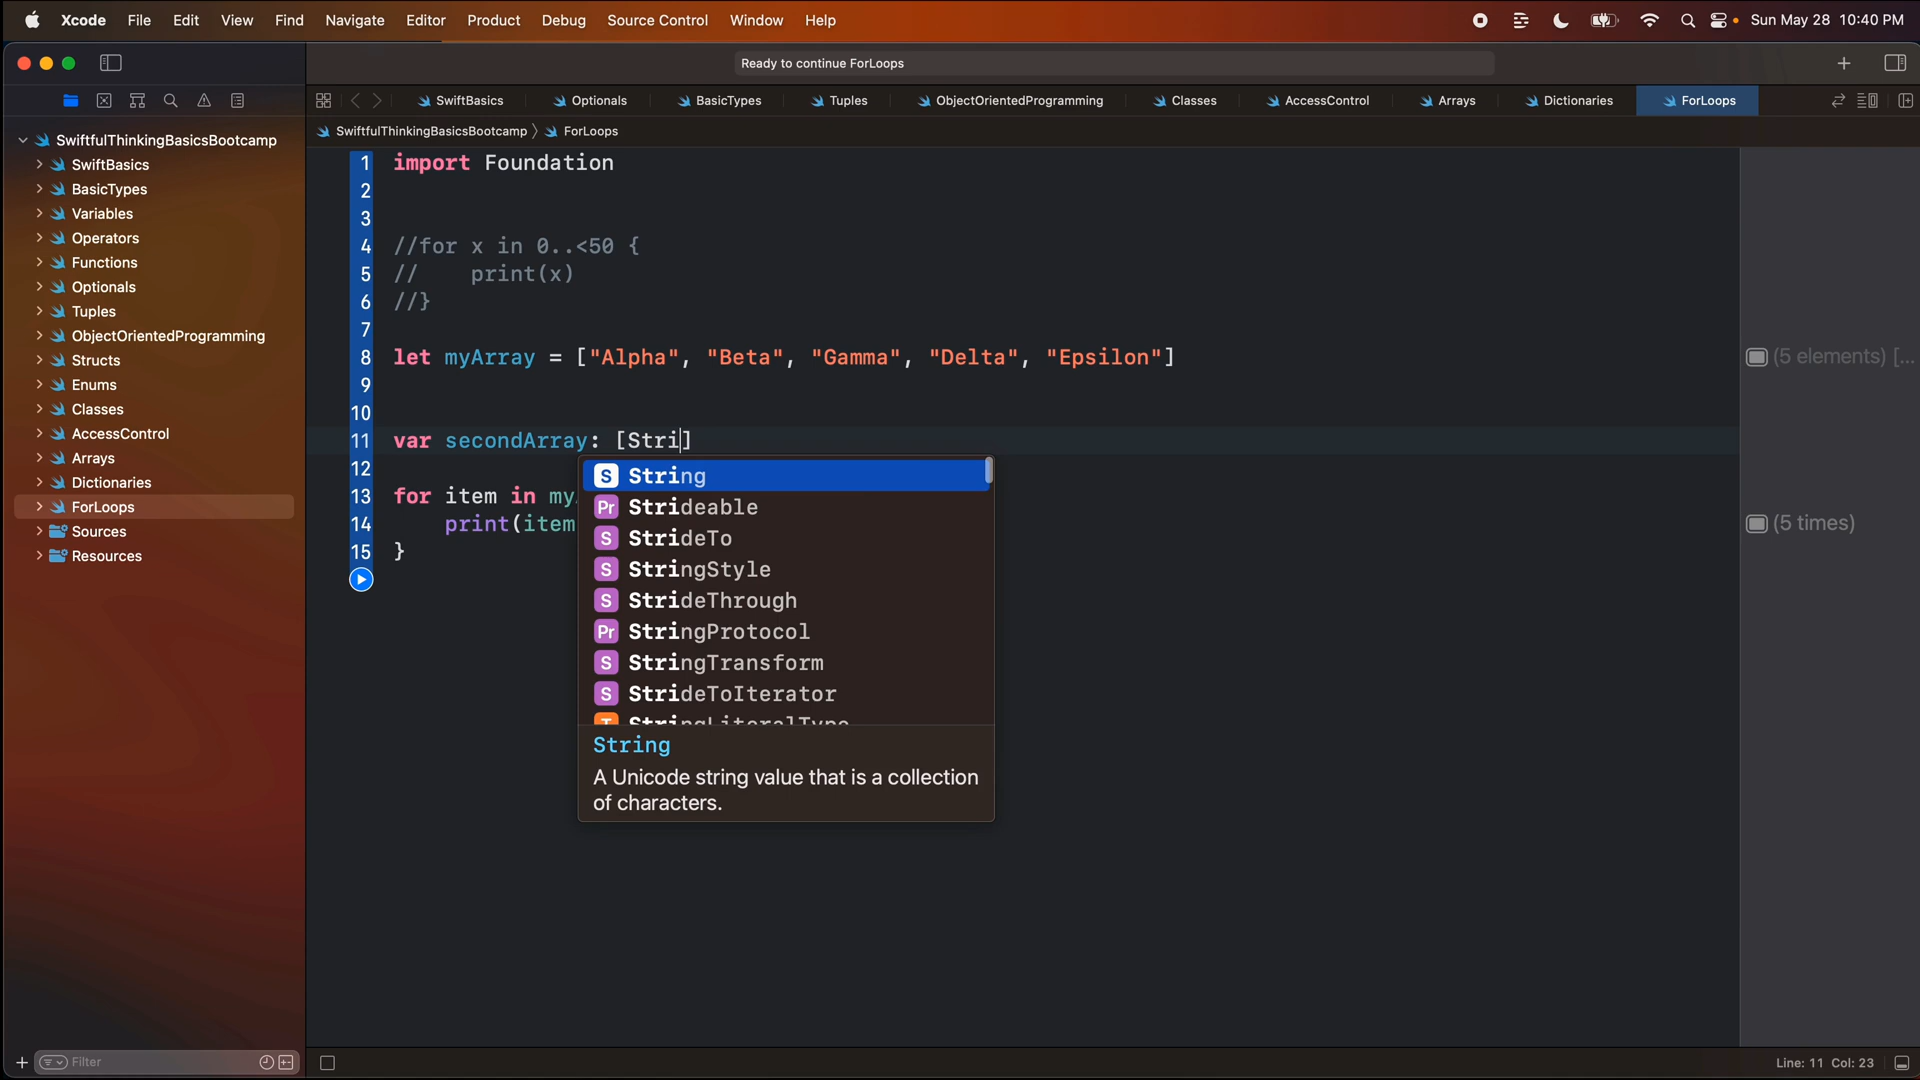 Xcode File Edit View Find Navigate Editor Product Debug Source Control Window Help Sun May 28 10:40 PM
Ready to continue ForLoops
SwiftBasics Optionals BasicTypes Tuples ObjectOrientedProgramming Classes AccessControl Arrays Dictionaries ForLoops
SwiftfulThinkingBasicsBootcamp ForLoops
SwiftfulThinkingBasicsBootcamp
SwiftBasics
BasicTypes
Variables
Operators
Functions
Optionals
Tuples
ObjectOrientedProgramming
Structs
Enums
Classes
AccessControl
Arrays
Dictionaries
ForLoops
Sources
Resources
Filter
1 import Foundation
2
3
4 //for x in 0..<50 {
5 //    print(x)
6 //}
7
8 let myArray = ["Alpha", "Beta", "Gamma", "Delta", "Epsilon"]
9
10
11 var secondArray: [Stri]
12
13 for item in my
14     print(item
15 }
S String
Pr Strideable
S StrideTo
S StringStyle
S StrideThrough
Pr StringProtocol
S StringTransform
S StrideToIterator
T StringLiteralType
String
A Unicode string value that is a collection
of characters.
(5 elements) [...
(5 times)
Line: 11 Col: 23